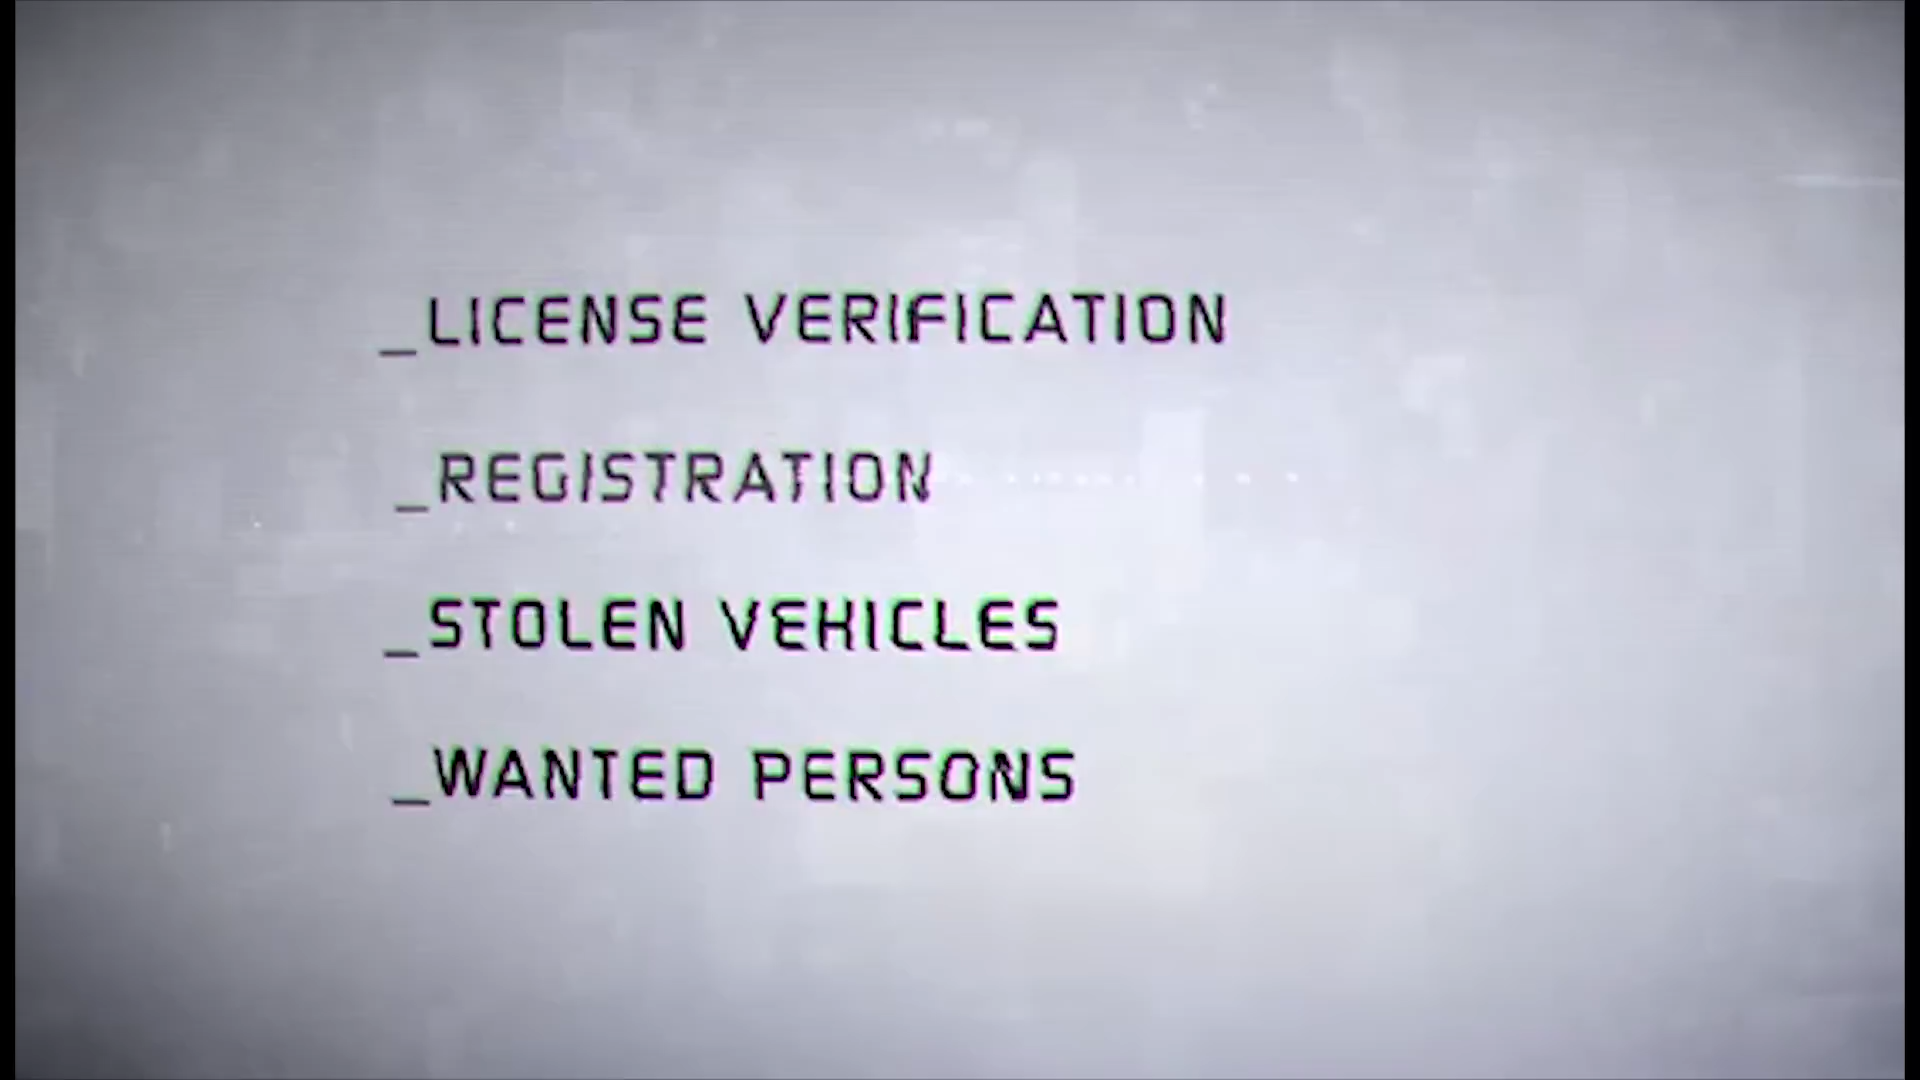 _LICENSE VERIFICATION
_REGISTRATION
_STOLEN VEHICLES
_WANTED PERSONS